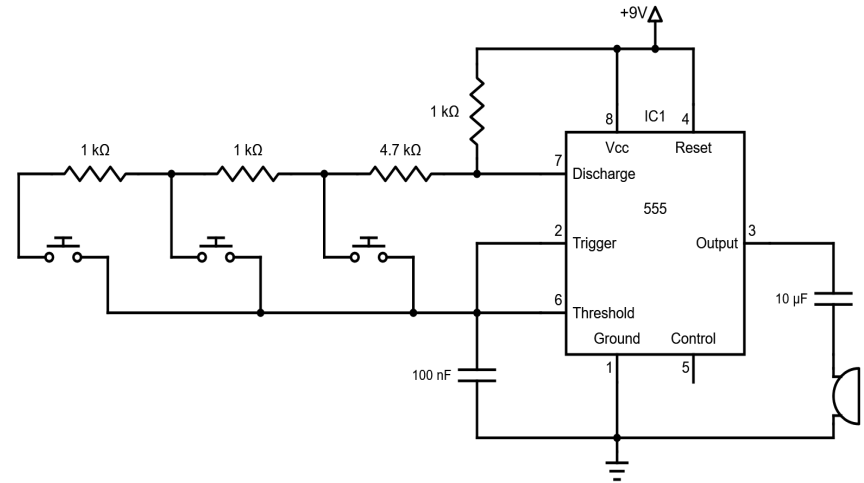 +9V
1 kΩ
8
IC1
4
1 kΩ
1 kΩ
4.7 kΩ
Vcc
Reset
7
Discharge
555
2
Trigger
Output
3
6
Threshold
10 µF
Ground
Control
100 nF
1
5